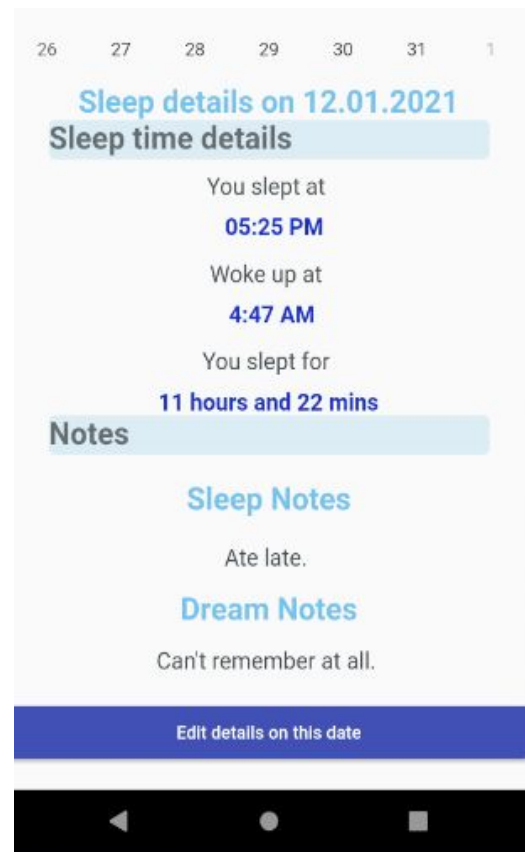 26 27 28 29 30 31 1
Sleep details on 12.01.2021
Sleep time details
You slept at
05:25 PM
Woke up at
4:47 AM
You slept for
11 hours and 22 mins
Notes
Sleep Notes
Ate late.
Dream Notes
Can't remember at all.
Edit details on this date